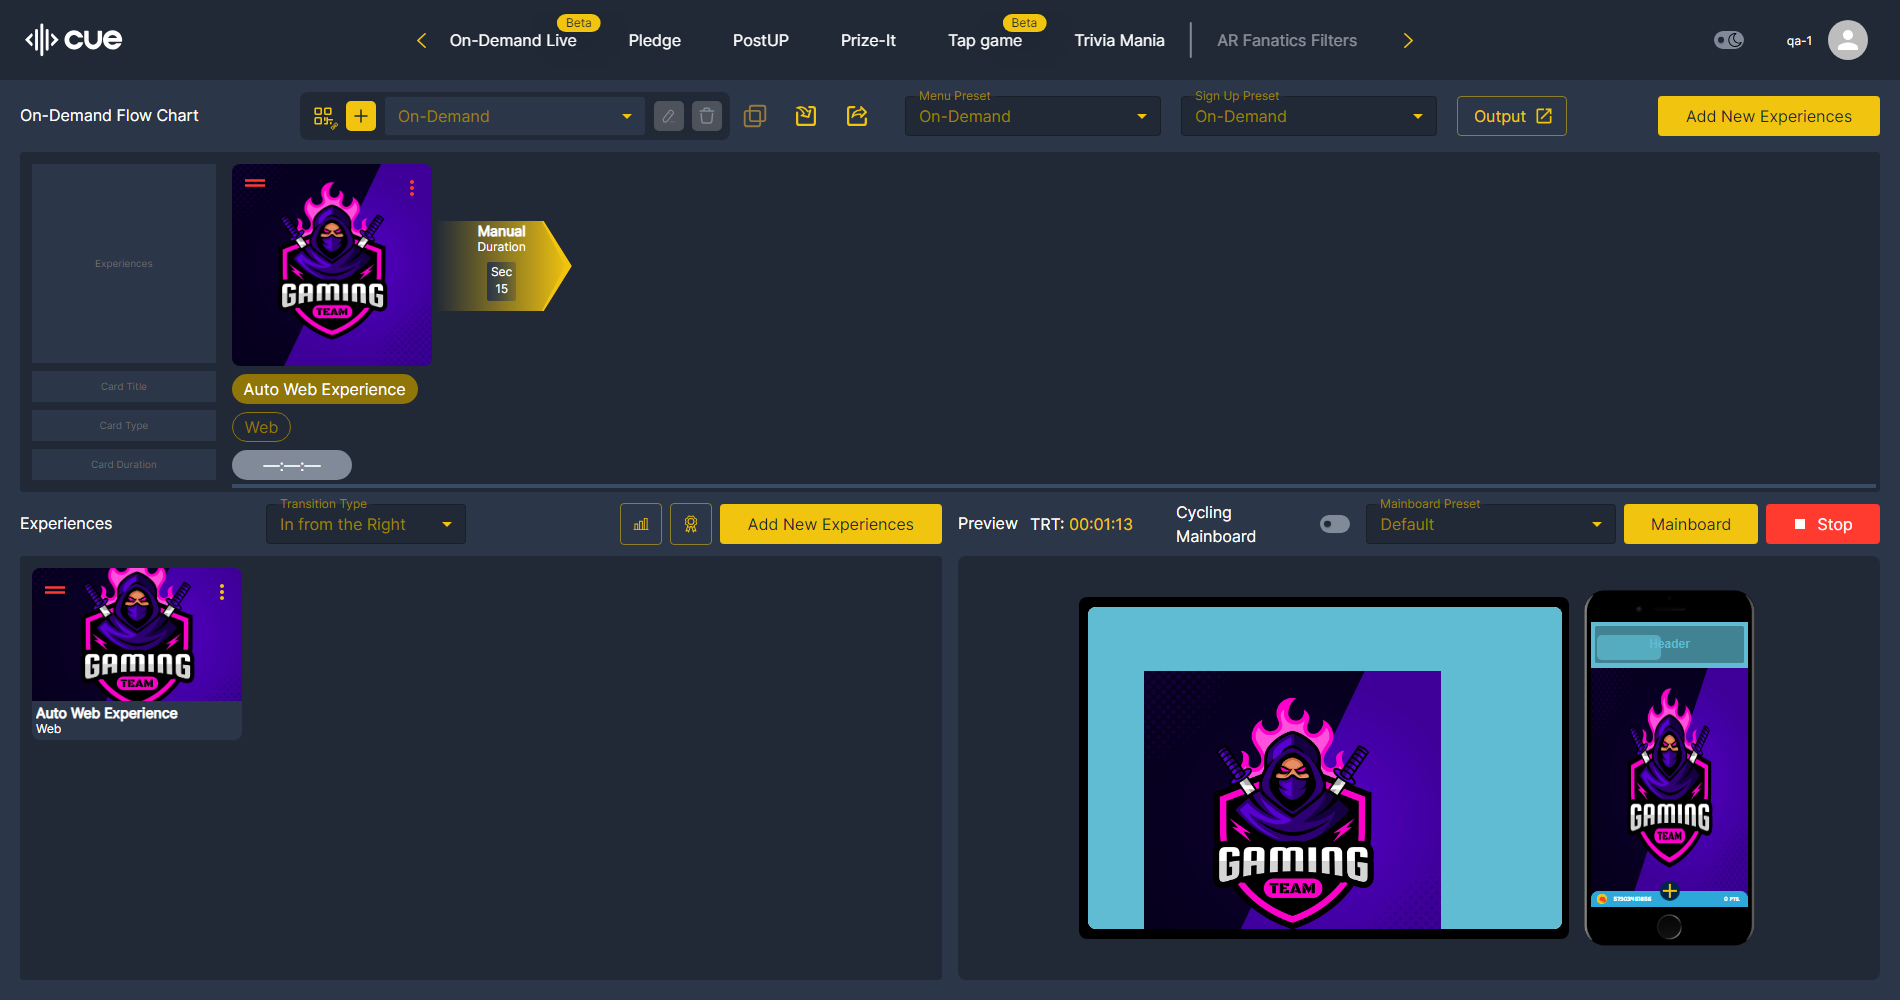 cue
On-Demand Live
Beta
Pledge
PostUP
Prize-It
Tap game
Beta
Trivia Mania
AR Fanatics Filters
qa-1
On-Demand Flow Chart
On-Demand
Menu Preset
On-Demand
Sign Up Preset
On-Demand
Output
Add New Experiences
Experiences
GAMING
TEAM
Manual
Duration
Sec
15
Card Title
Auto Web Experience
Card Type
Web
Card Duration
—:—:—
Experiences
Transition Type
In from the Right
Add New Experiences
Preview
TRT: 00:01:13
Cycling
Mainboard
Mainboard Preset
Default
Mainboard
Stop
GAMING
TEAM
Auto Web Experience
Web
GAMING
TEAM
Header
GAMING
TEAM
0 PTS.